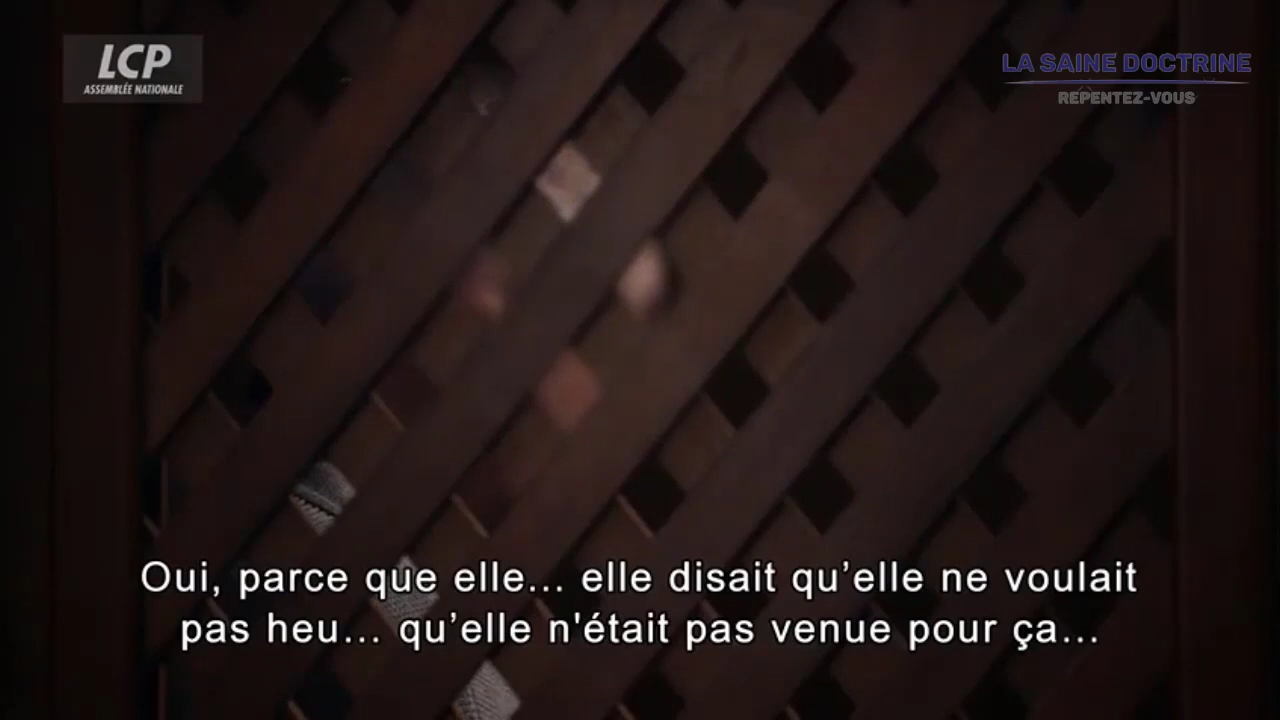 LCP
ASSEMBLÉE NATIONALE
LA SAINE DOCTRINE
REPENTEZ-VOUS
Oui, parce que elle... elle disait qu’elle ne voulait
pas heu... qu’elle n'était pas venue pour ça...